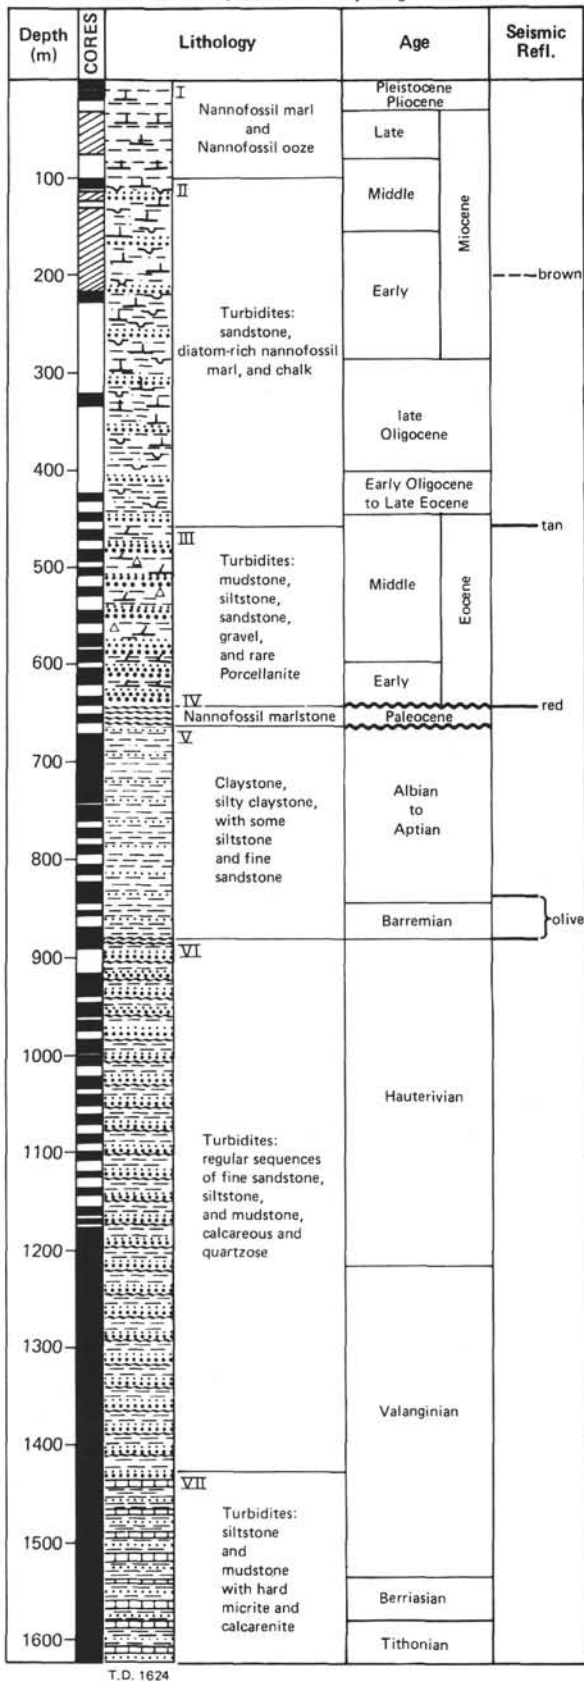 Depth
(m)
CORES
Lithology
Age
Seismic
Refl.
I
Nannofossil marl
and
Nannofossil ooze
Pleistocene
Pliocene
Late
Middle
Early
Miocene
100
200
brown
II
Turbidites:
sandstone,
diatom-rich nannofossil
marl, and chalk
300
late
Oligocene
400
Early Oligocene
to Late Eocene
tan
III
Turbidites:
mudstone,
siltstone,
sandstone,
gravel,
and rare
Porcellanite
500
Middle
Eocene
600
Early
IV
red
Nannofossil marlstone
Paleocene
V
700
Claystone,
silty claystone,
with some
siltstone
and fine
sandstone
Albian
to
Aptian
800
Barremian
olive
VI
900
1000
Hauterivian
1100
Turbidites:
regular sequences
of fine sandstone,
siltstone,
and mudstone,
calcareous and
quartzose
1200
1300
Valanginian
1400
VII
Turbidites:
siltstone
and
mudstone
with hard
micrite and
calcarenite
1500
Berriasian
1600
Tithonian
T.D. 1624